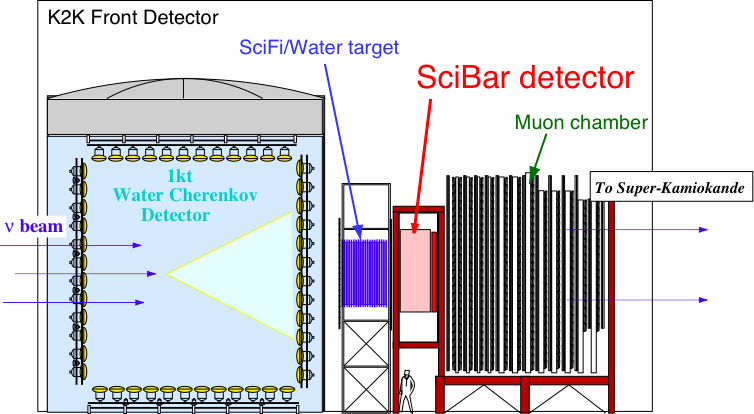 K2K Front Detector
SciFi/Water target
SciBar detector
Muon chamber
1kt
Water Cherenkov
Detector
To Super-Kamiokande
ν beam